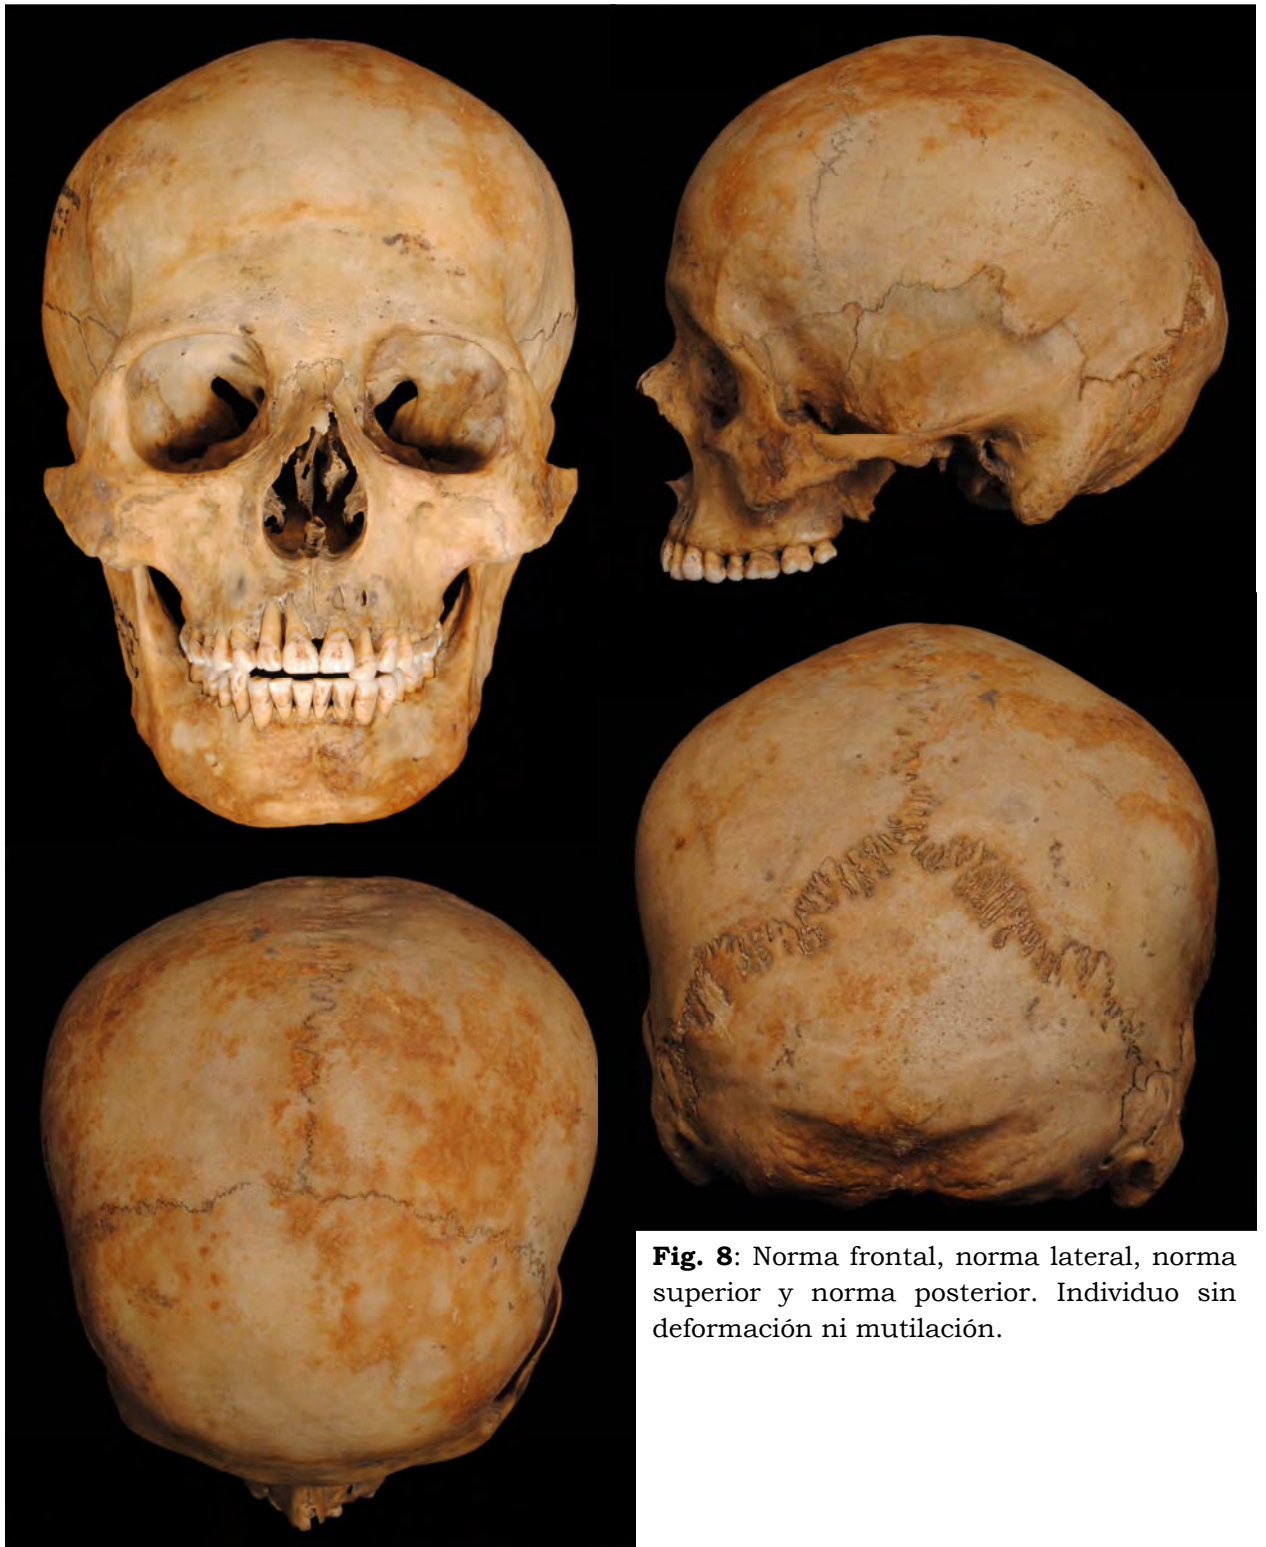 Fig. 8: Norma frontal, norma lateral, norma
superior y norma posterior. Individuo sin
deformación ni mutilación.